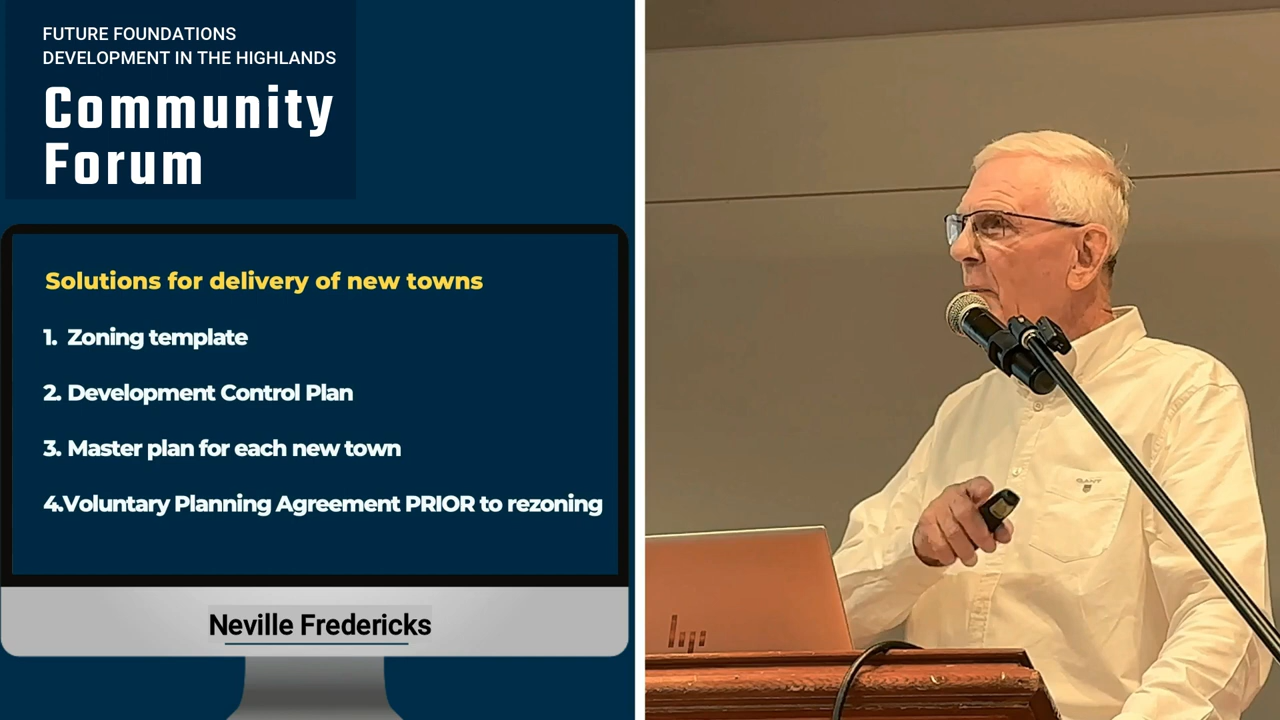 FUTURE FOUNDATIONS
DEVELOPMENT IN THE HIGHLANDS
Community
Forum
Solutions for delivery of new towns
1. Zoning template
2. Development Control Plan
3. Master plan for each new town
4.Voluntary Planning Agreement PRIOR to rezoning
Neville Fredericks
GANT
hp